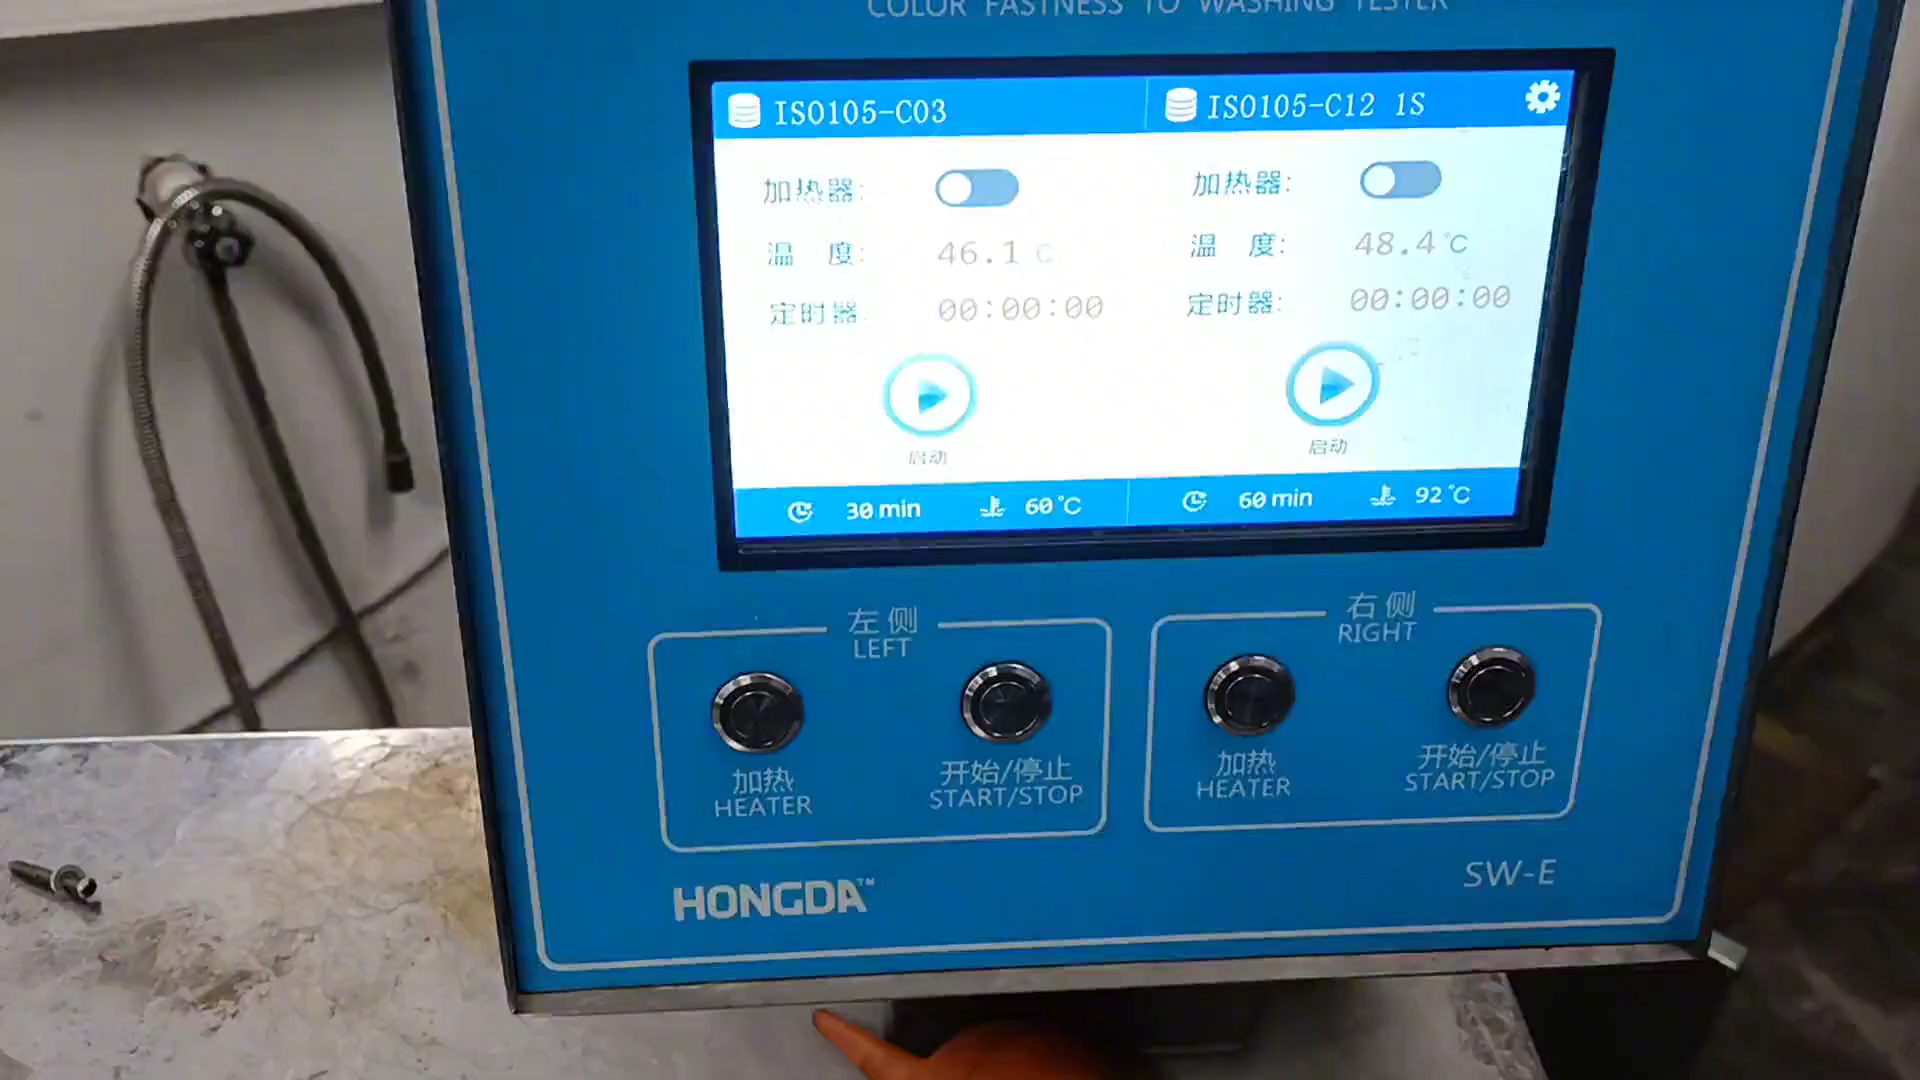 COLOR FASTNESS TO WASHING TESTER
ISO105-C03
ISO105-C12 1S
加热器:
温 度: 46.1 ℃
定时器: 00:00:00
启动
加热器:
温 度: 48.4℃
定时器: 00:00:00
启动
30 min 60℃
60 min 92℃
左侧
LEFT
加热
HEATER
开始/停止
START/STOP
右侧
RIGHT
加热
HEATER
开始/停止
START/STOP
HONGDA™
SW-E